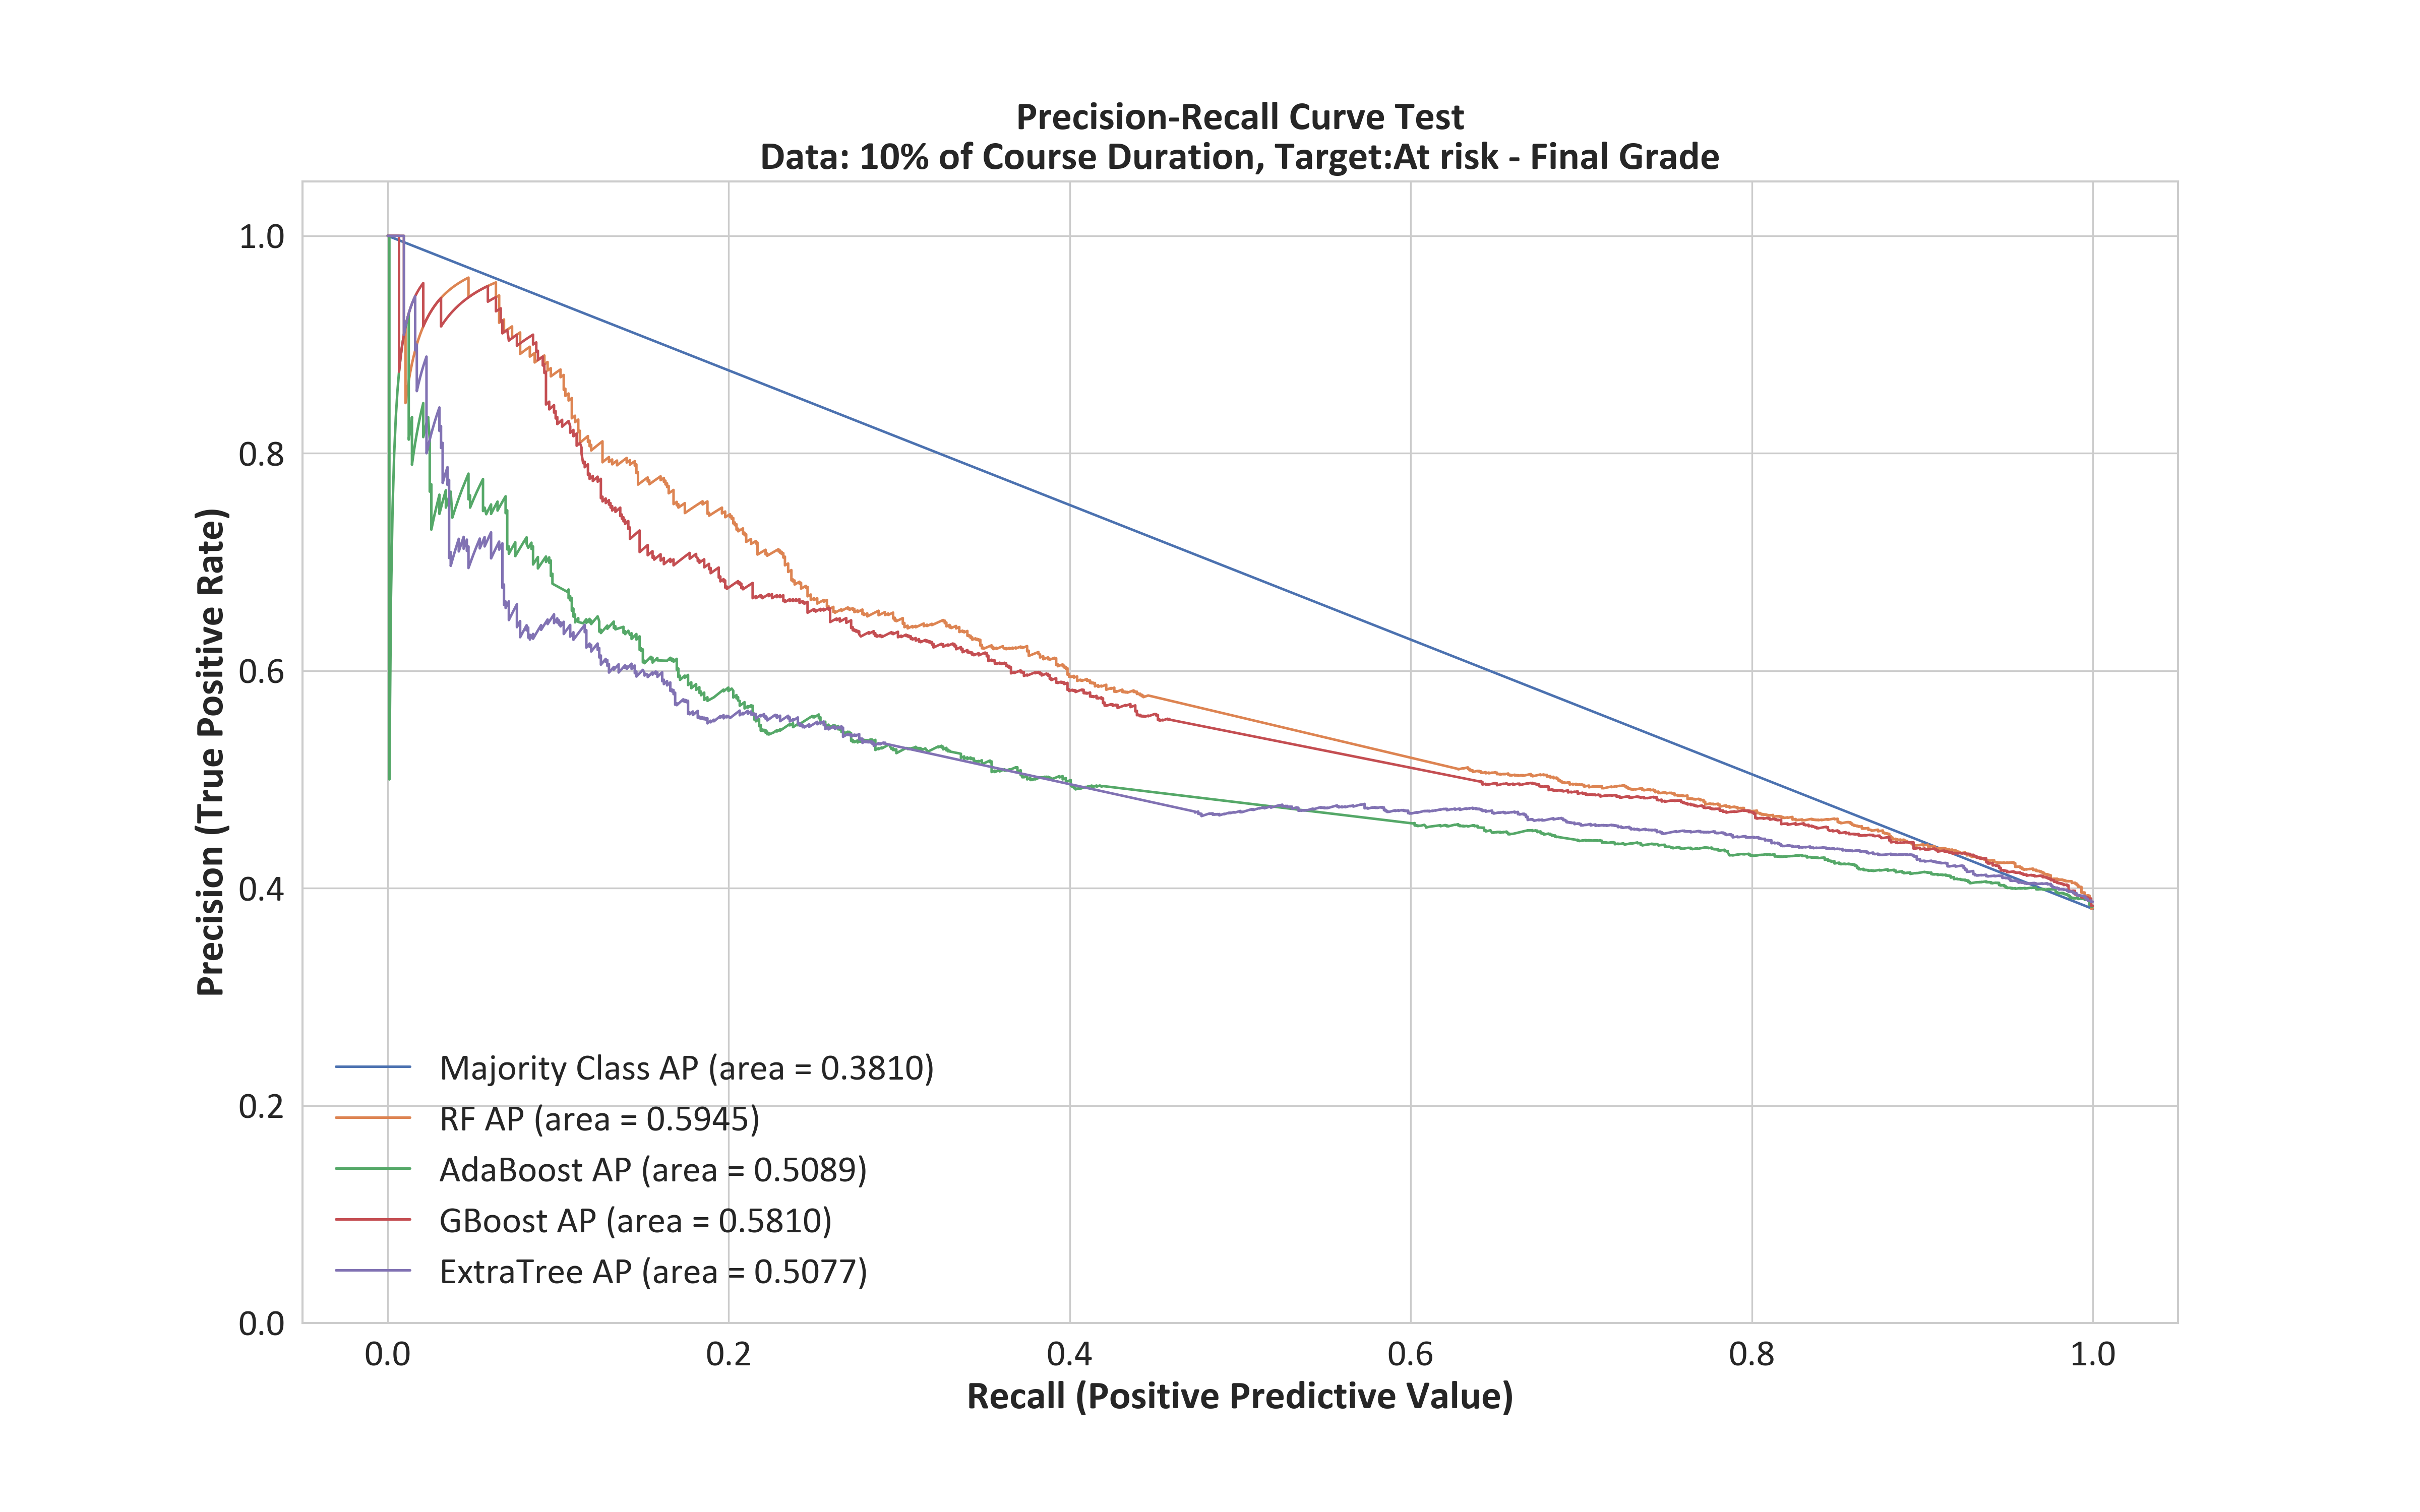 Precision-Recall Curve Test
Data: 10% of Course Duration, Target:At risk - Final Grade
1.0
0.8
0.6
0.4
0.2
0.0
Precision (True Positive Rate)
Majority Class AP (area = 0.3810)
RF AP (area = 0.5945)
AdaBoost AP (area = 0.5089)
GBoost AP (area = 0.5810)
ExtraTree AP (area = 0.5077)
0.0 0.2 0.4 0.6 0.8 1.0
Recall (Positive Predictive Value)